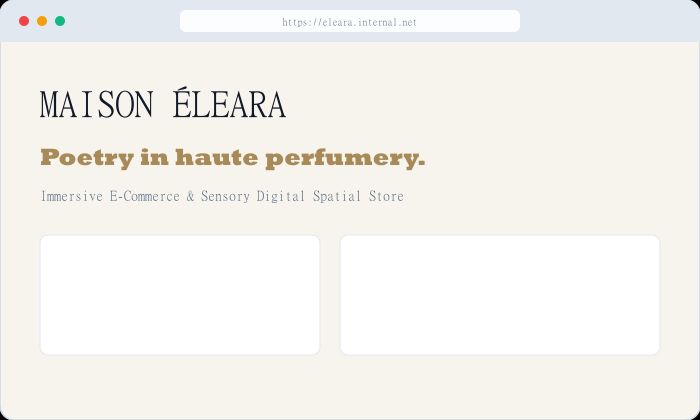 https://eleara.internal.net
MAISON ÉLEARA
Poetry in haute perfumery.
Immersive E-Commerce & Sensory Digital Spatial Store